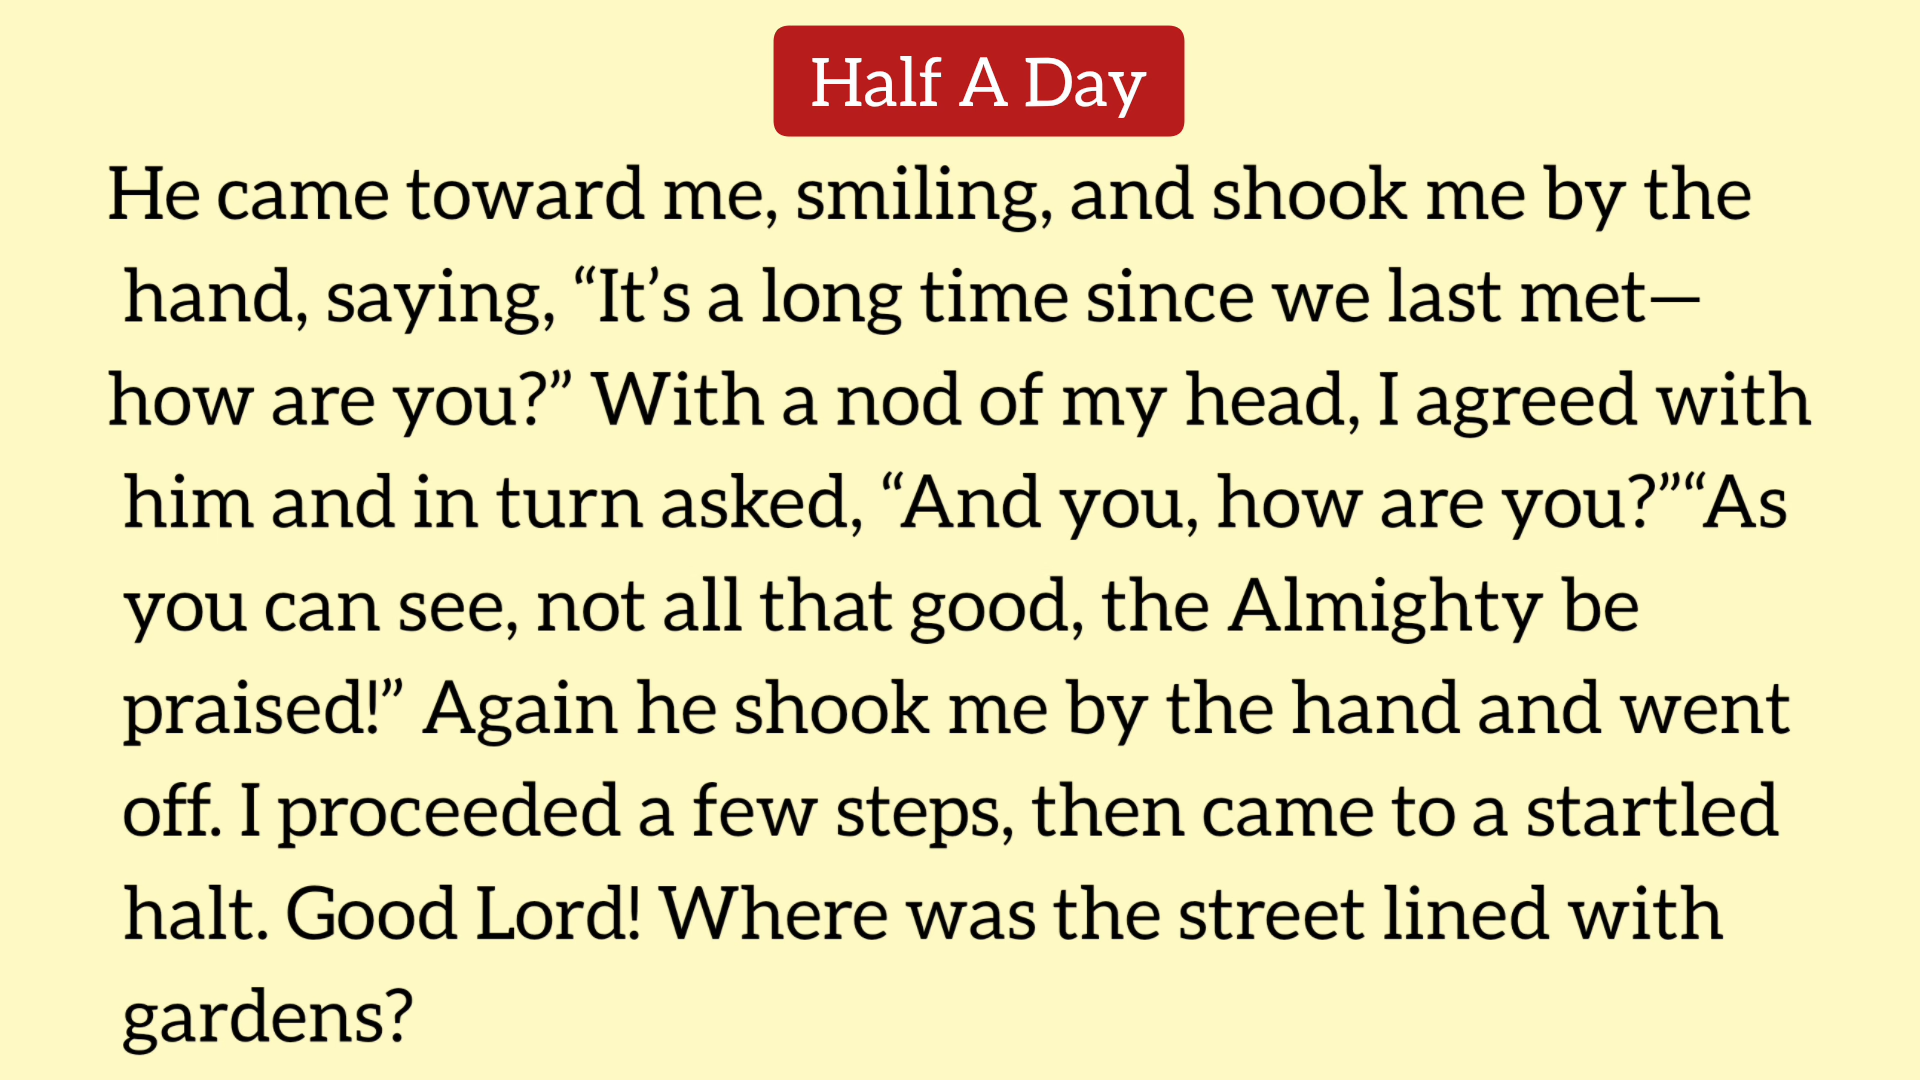 Half A Day
He came toward me, smiling, and shook me by the
hand, saying, “It’s a long time since we last met—
how are you?” With a nod of my head, I agreed with
him and in turn asked, “And you, how are you?”“As
you can see, not all that good, the Almighty be
praised!” Again he shook me by the hand and went
off. I proceeded a few steps, then came to a startled
halt. Good Lord! Where was the street lined with
gardens?